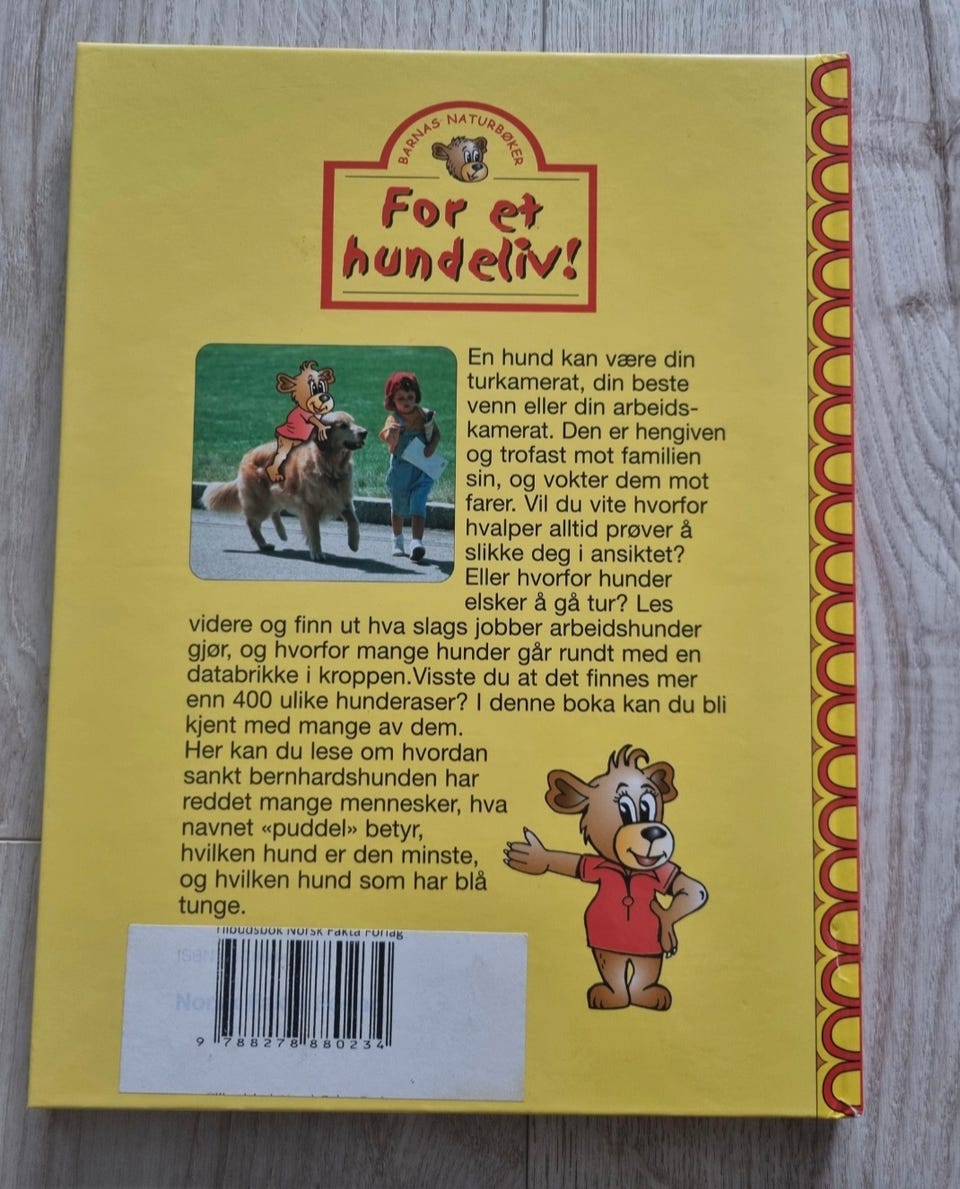 BARNAS NATURBØKER
For et
hundeliv!
En hund kan være din
turkamerat, din beste
venn eller din arbeids-
kamerat. Den er hengiven
og trofast mot familien
sin, og vokter dem mot
farer. Vil du vite hvorfor
hvalper alltid prøver å
slikke deg i ansiktet?
Eller hvorfor hunder
elsker å gå tur? Les
videre og finn ut hva slags jobber arbeidshunder
gjør, og hvorfor mange hunder går rundt med en
databrikke i kroppen.Visste du at det finnes mer
enn 400 ulike hunderaser? I denne boka kan du bli
kjent med mange av dem.
Her kan du lese om hvordan
sankt bernhardshunden har
reddet mange mennesker, hva
navnet «puddel» betyr,
hvilken hund er den minste,
og hvilken hund som har blå
tunge.
Tilbudsbok Norsk Fakta Forlag
ISBN
9 788278 880234